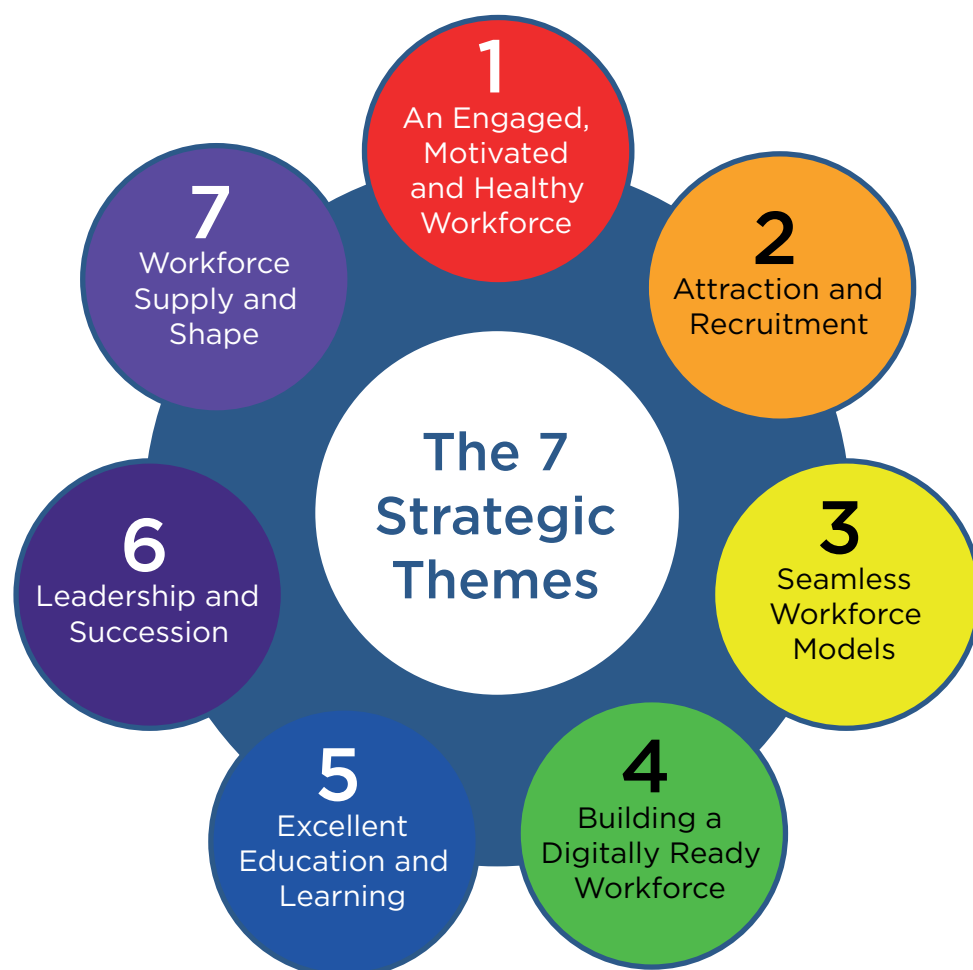 The 7
Strategic
Themes
1
An Engaged,
Motivated
and Healthy
Workforce
2
Attraction and
Recruitment
3
Seamless
Workforce
Models
4
Building a
Digitally Ready
Workforce
5
Excellent
Education and
Learning
6
Leadership and
Succession
7
Workforce
Supply and
Shape